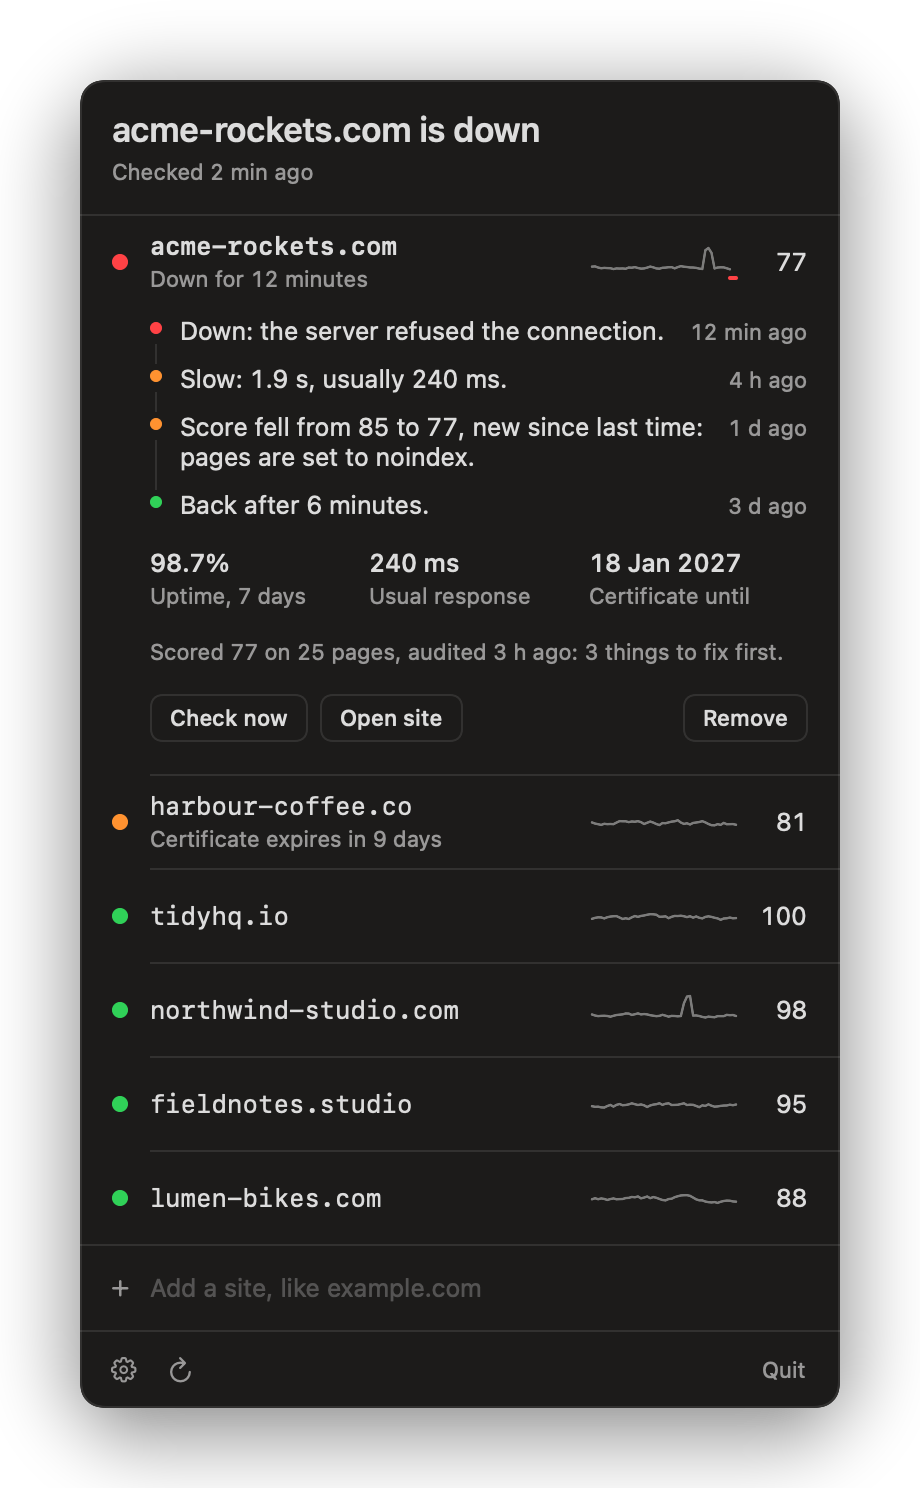 acme-rockets.com is down
Checked 2 min ago
acme-rockets.com
77
Down for 12 minutes
Down: the server refused the connection. 12 min ago
Slow: 1.9 s, usually 240 ms. 4 h ago
Score fell from 85 to 77, new since last time: 1 d ago
pages are set to noindex.
Back after 6 minutes. 3 d ago
98.7% 240 ms 18 Jan 2027
Uptime, 7 days Usual response Certificate until
Scored 77 on 25 pages, audited 3 h ago: 3 things to fix first.
Check now Open site Remove
harbour-coffee.co
81
Certificate expires in 9 days
tidyhq.io 100
northwind-studio.com 98
fieldnotes.studio 95
lumen-bikes.com 88
+ Add a site, like example.com
Quit